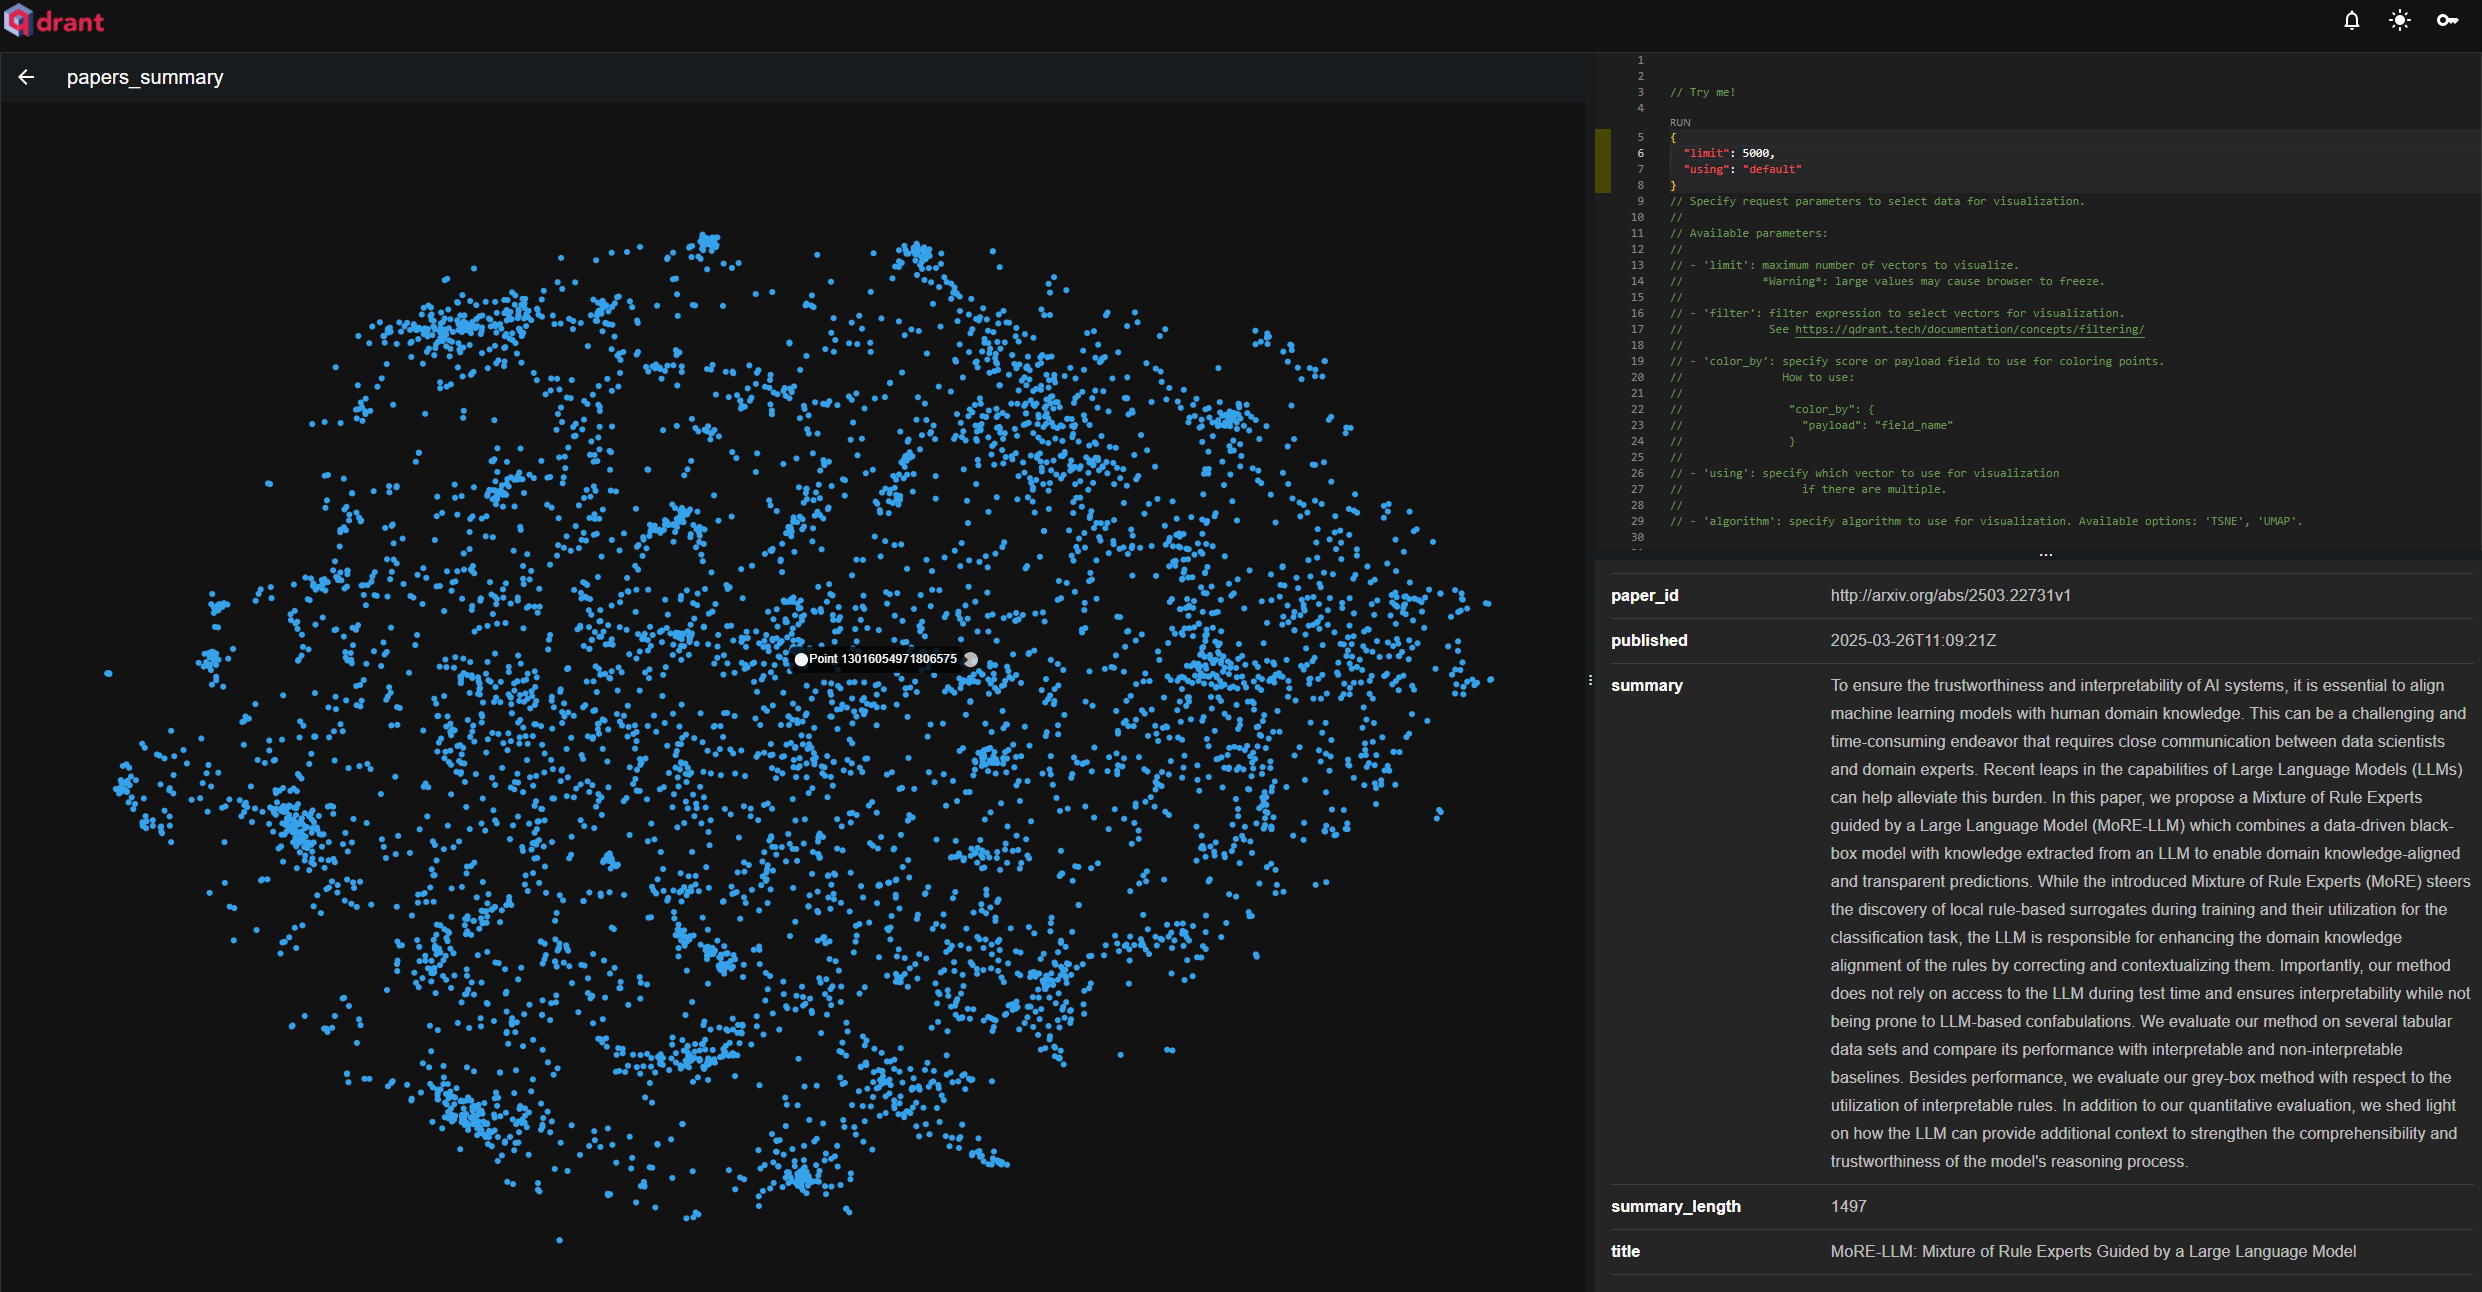 drant
papers_summary
1
2
3 // Try me!
4
RUN
5 {
6 "limit": 5000,
7 "using": "default"
8 }
9 // Specify request parameters to select data for visualization.
10 //
11 // Available parameters:
12 //
13 // - 'limit': maximum number of vectors to visualize.
14 // *Warning*: large values may cause browser to freeze.
15 //
16 // - 'filter': filter expression to select vectors for visualization.
17 // See https://qdrant.tech/documentation/concepts/filtering/
18 //
19 // - 'color_by': specify score or payload field to use for coloring points.
20 // How to use:
21 //
22 // "color_by": {
23 // "payload": "field_name"
24 // }
25 //
26 // - 'using': specify which vector to use for visualization
27 // if there are multiple.
28 //
29 // - 'algorithm': specify algorithm to use for visualization. Available options: 'TSNE', 'UMAP'.
30
Point 13016054971806575
paper_id http://arxiv.org/abs/2503.22731v1
published 2025-03-26T11:09:21Z
summary To ensure the trustworthiness and interpretability of AI systems, it is essential to align
machine learning models with human domain knowledge. This can be a challenging and
time-consuming endeavor that requires close communication between data scientists
and domain experts. Recent leaps in the capabilities of Large Language Models (LLMs)
can help alleviate this burden. In this paper, we propose a Mixture of Rule Experts
guided by a Large Language Model (MoRE-LLM) which combines a data-driven black-
box model with knowledge extracted from an LLM to enable domain knowledge-aligned
and transparent predictions. While the introduced Mixture of Rule Experts (MoRE) steers
the discovery of local rule-based surrogates during training and their utilization for the
classification task, the LLM is responsible for enhancing the domain knowledge
alignment of the rules by correcting and contextualizing them. Importantly, our method
does not rely on access to the LLM during test time and ensures interpretability while not
being prone to LLM-based confabulations. We evaluate our method on several tabular
data sets and compare its performance with interpretable and non-interpretable
baselines. Besides performance, we evaluate our grey-box method with respect to the
utilization of interpretable rules. In addition to our quantitative evaluation, we shed light
on how the LLM can provide additional context to strengthen the comprehensibility and
trustworthiness of the model's reasoning process.
summary_length 1497
title MoRE-LLM: Mixture of Rule Experts Guided by a Large Language Model